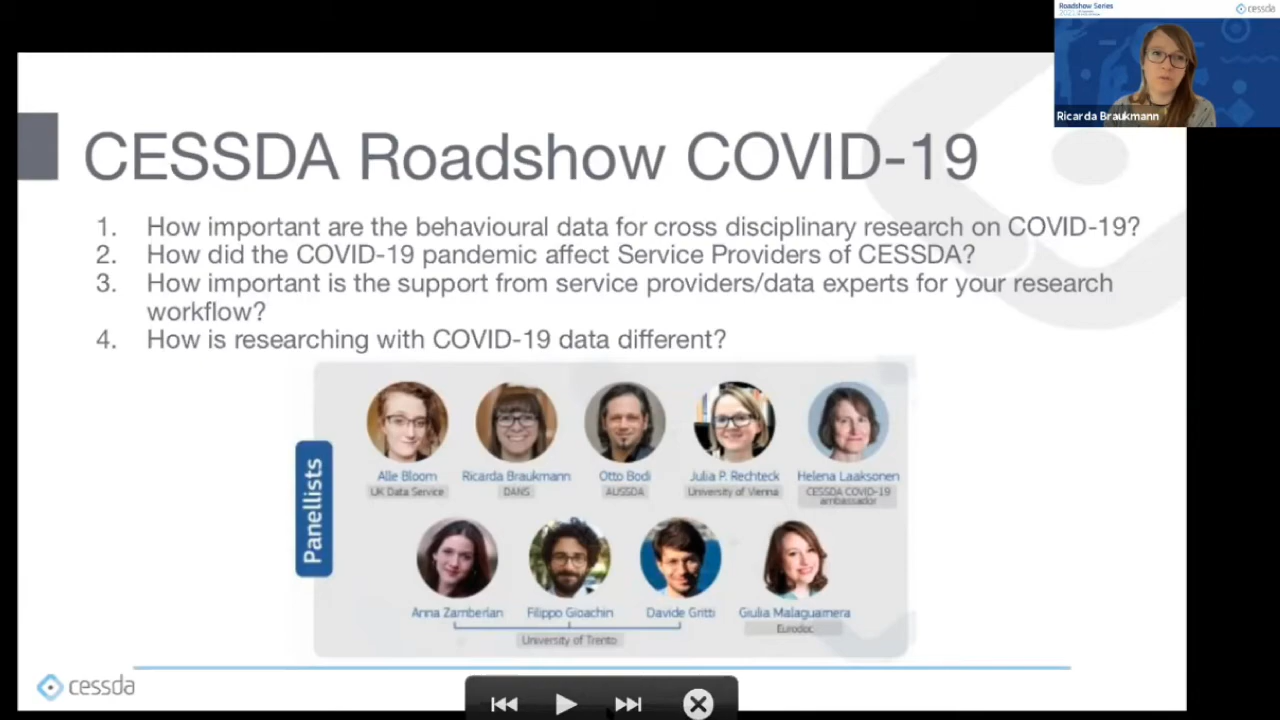 Roadshow Series
cessda
Ricarda Braukmann
CESSDA Roadshow COVID-19
1. How important are the behavioural data for cross disciplinary research on COVID-19?
2. How did the COVID-19 pandemic affect Service Providers of CESSDA?
3. How important is the support from service providers/data experts for your research
workflow?
4. How is researching with COVID-19 data different?
Panellists
Alle Bloom
UK Data Service
Ricarda Braukmann
DANS
Otto Bodi
AUSSDA
Julia P. Rechteck
University of Vienna
Helena Laaksonen
CESSDA COVID-19
ambassador
Anna Zamberlan
Filippo Gioachin
Davide Gritti
University of Trento
Giulia Malaguarnera
Eurodoc
cessda